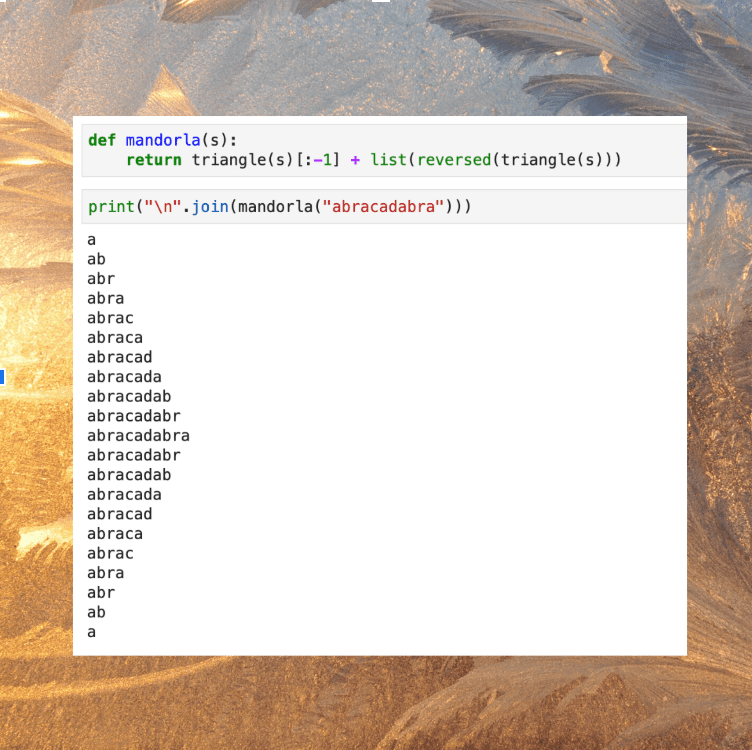 def mandorla(s):
    return triangle(s)[:-1] + list(reversed(triangle(s)))
print("\n".join(mandorla("abracadabra")))
a
ab
abr
abra
abrac
abraca
abracad
abracada
abracadab
abracadabr
abracadabra
abracadabr
abracadab
abracada
abracad
abraca
abrac
abra
abr
ab
a